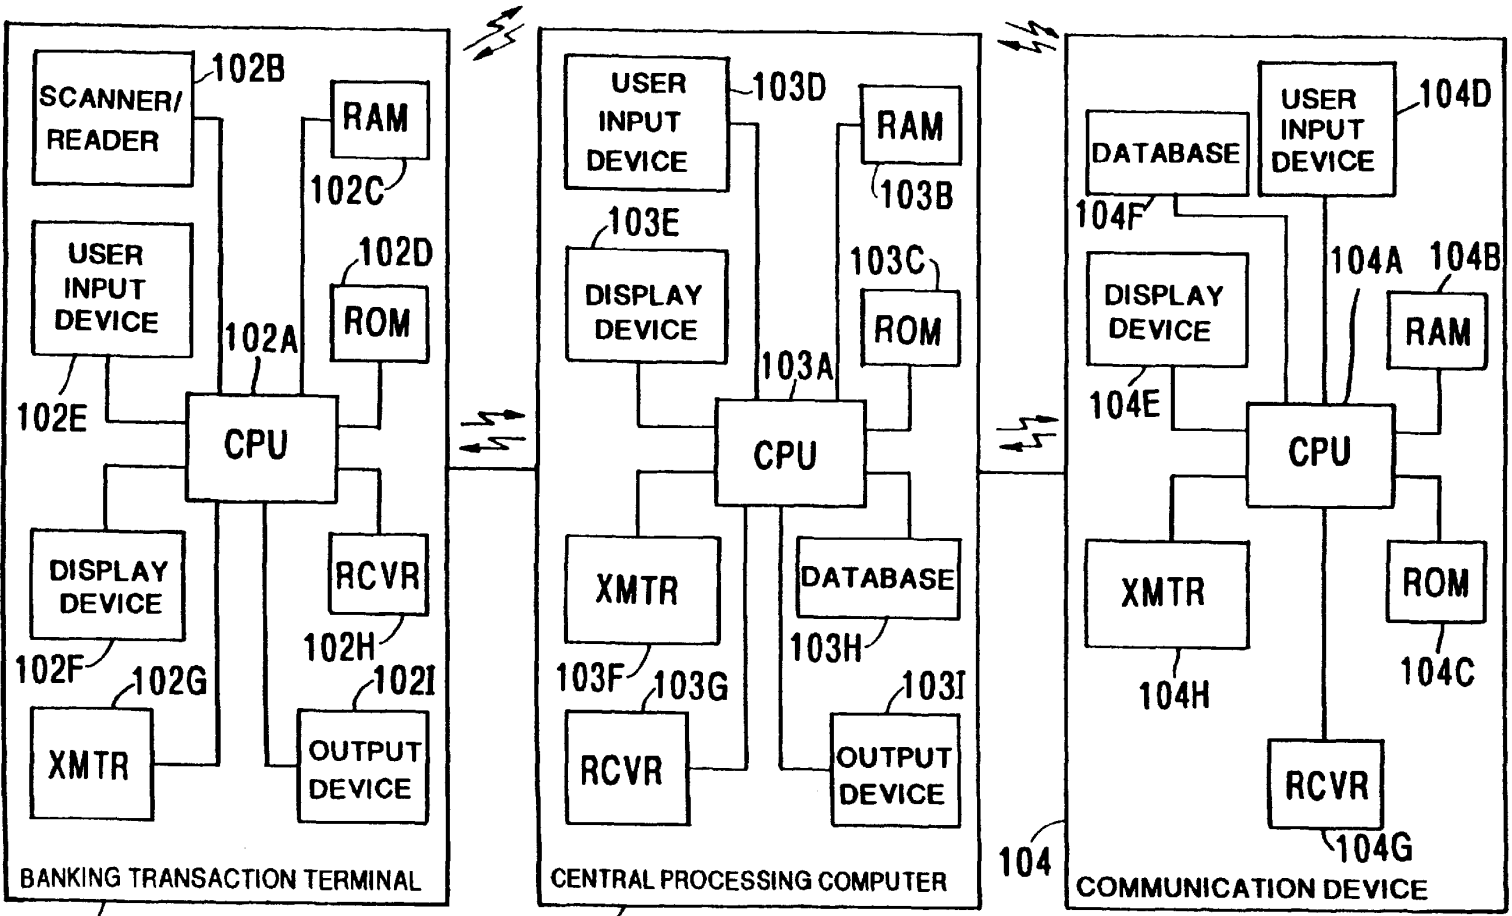 102B
SCANNER/
READER
RAM
102C
USER
INPUT
DEVICE
102E
102D
ROM
102A
CPU
DISPLAY
DEVICE
102F
RCVR
102H
102G
XMTR
102I
OUTPUT
DEVICE
BANKING TRANSACTION TERMINAL
USER
INPUT
DEVICE
103D
RAM
103B
103E
DISPLAY
DEVICE
103C
ROM
103A
CPU
XMTR
103F
DATABASE
103H
103G
RCVR
103I
OUTPUT
DEVICE
CENTRAL PROCESSING COMPUTER
DATABASE
104F
USER
INPUT
DEVICE
104D
DISPLAY
DEVICE
104E
104A
104B
RAM
CPU
XMTR
104H
ROM
104C
RCVR
104G
104
COMMUNICATION DEVICE